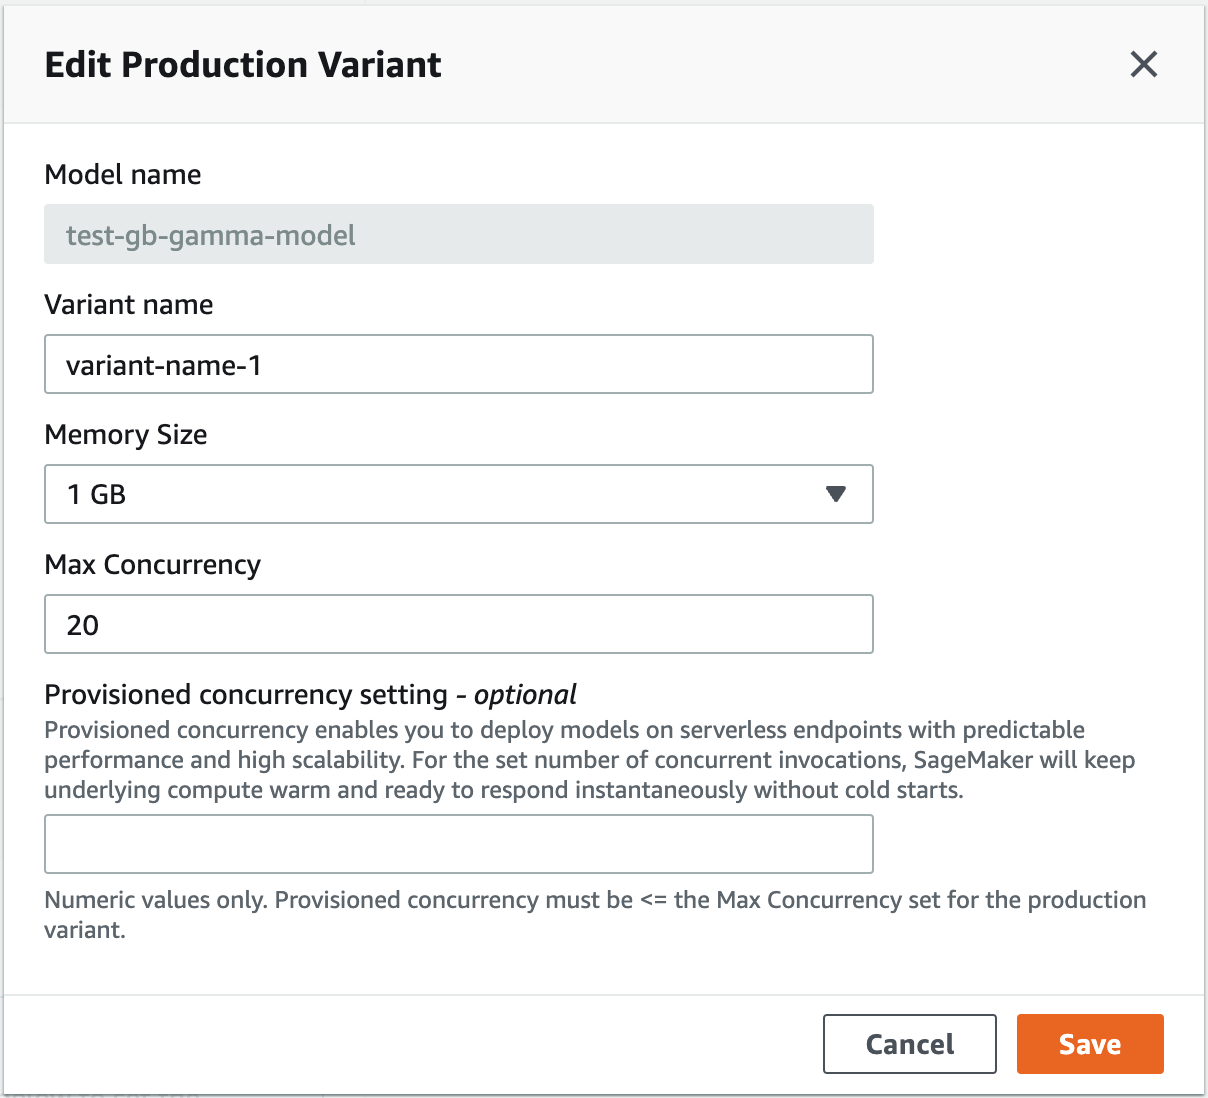 Edit Production Variant
Model name
test-gb-gamma-model
Variant name
variant-name-1
Memory Size
1 GB
Max Concurrency
20
Provisioned concurrency setting - optional
Provisioned concurrency enables you to deploy models on serverless endpoints with predictable
performance and high scalability. For the set number of concurrent invocations, SageMaker will keep
underlying compute warm and ready to respond instantaneously without cold starts.
Numeric values only. Provisioned concurrency must be <= the Max Concurrency set for the production
variant.
Cancel
Save